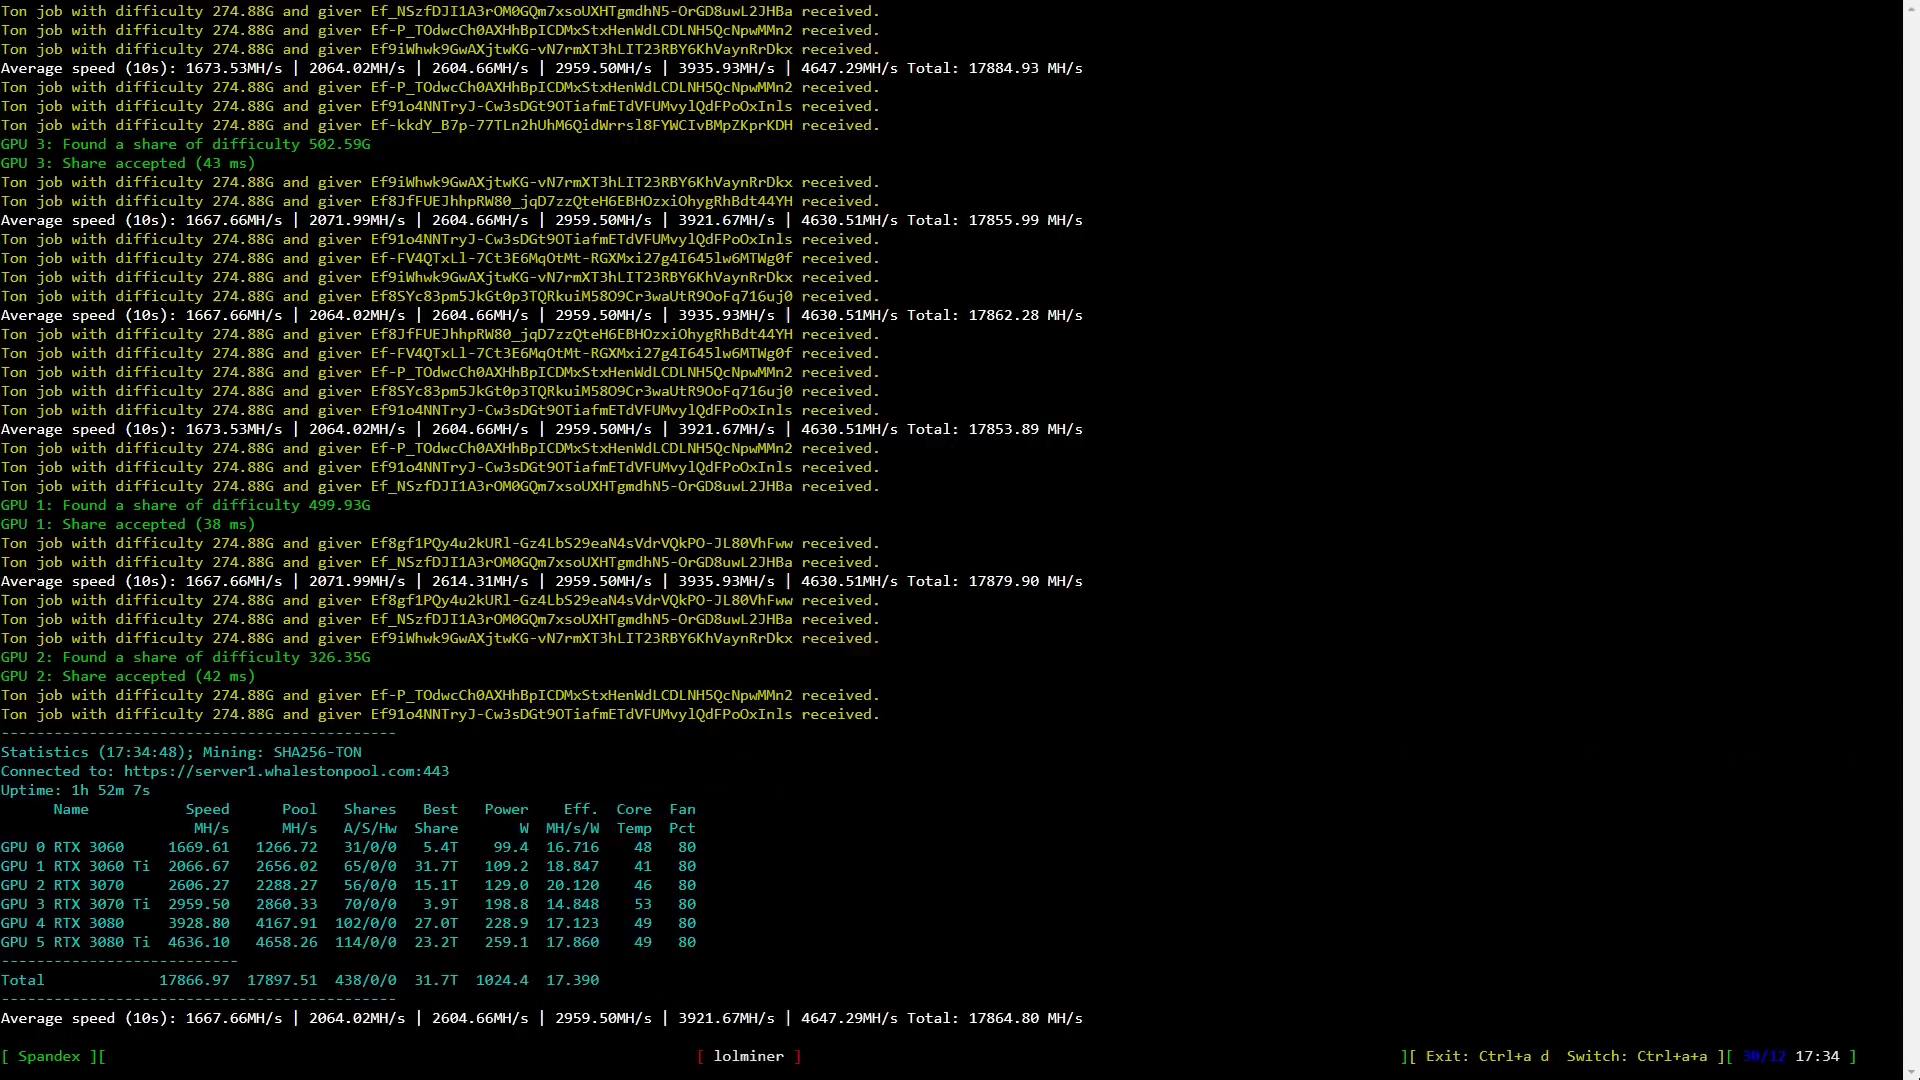 Ton job with difficulty 274.88G and giver Ef_NSzfDJI1A3rOM0GQm7xsoUXHTgmdhN5-OrGD8uwL2JHBa received.
Ton job with difficulty 274.88G and giver Ef-P_TOdwcCh0AXHhBpICDMxStxHenWdLCDLNH5QcNpwMMn2 received.
Ton job with difficulty 274.88G and giver Ef9iWhwk9GwAXjtwKG-vN7rmXT3hLIT23RBY6KhVaynRrDkx received.
Average speed (10s): 1673.53MH/s | 2064.02MH/s | 2604.66MH/s | 2959.50MH/s | 3935.93MH/s | 4647.29MH/s Total: 17884.93 MH/s
Ton job with difficulty 274.88G and giver Ef-P_TOdwcCh0AXHhBpICDMxStxHenWdLCDLNH5QcNpwMMn2 received.
Ton job with difficulty 274.88G and giver Ef91o4NNTryJ-Cw3sDGt9OTiafmETdVFUMvylQdFPoOxInls received.
Ton job with difficulty 274.88G and giver Ef-kkdY_B7p-77TLn2hUhM6QidWrrsl8FYWCIvBMpZKprKDH received.
GPU 3: Found a share of difficulty 502.59G
GPU 3: Share accepted (43 ms)
Ton job with difficulty 274.88G and giver Ef9iWhwk9GwAXjtwKG-vN7rmXT3hLIT23RBY6KhVaynRrDkx received.
Ton job with difficulty 274.88G and giver Ef8JfFUEJhhpRW80_jqD7zzQteH6EBHOzxiOhygRhBdt44YH received.
Average speed (10s): 1667.66MH/s | 2071.99MH/s | 2604.66MH/s | 2959.50MH/s | 3921.67MH/s | 4630.51MH/s Total: 17855.99 MH/s
Ton job with difficulty 274.88G and giver Ef91o4NNTryJ-Cw3sDGt9OTiafmETdVFUMvylQdFPoOxInls received.
Ton job with difficulty 274.88G and giver Ef-FV4QTxLl-7Ct3E6MqOtMt-RGXMxi27g4I645lw6MTWg0f received.
Ton job with difficulty 274.88G and giver Ef9iWhwk9GwAXjtwKG-vN7rmXT3hLIT23RBY6KhVaynRrDkx received.
Ton job with difficulty 274.88G and giver Ef8SYc83pm5JkGt0p3TQRkuiM58O9Cr3waUtR9OoFq716uj0 received.
Average speed (10s): 1667.66MH/s | 2064.02MH/s | 2604.66MH/s | 2959.50MH/s | 3935.93MH/s | 4630.51MH/s Total: 17862.28 MH/s
Ton job with difficulty 274.88G and giver Ef8JfFUEJhhpRW80_jqD7zzQteH6EBHOzxiOhygRhBdt44YH received.
Ton job with difficulty 274.88G and giver Ef-FV4QTxLl-7Ct3E6MqOtMt-RGXMxi27g4I645lw6MTWg0f received.
Ton job with difficulty 274.88G and giver Ef-P_TOdwcCh0AXHhBpICDMxStxHenWdLCDLNH5QcNpwMMn2 received.
Ton job with difficulty 274.88G and giver Ef8SYc83pm5JkGt0p3TQRkuiM58O9Cr3waUtR9OoFq716uj0 received.
Ton job with difficulty 274.88G and giver Ef91o4NNTryJ-Cw3sDGt9OTiafmETdVFUMvylQdFPoOxInls received.
Average speed (10s): 1673.53MH/s | 2064.02MH/s | 2604.66MH/s | 2959.50MH/s | 3921.67MH/s | 4630.51MH/s Total: 17853.89 MH/s
Ton job with difficulty 274.88G and giver Ef-P_TOdwcCh0AXHhBpICDMxStxHenWdLCDLNH5QcNpwMMn2 received.
Ton job with difficulty 274.88G and giver Ef91o4NNTryJ-Cw3sDGt9OTiafmETdVFUMvylQdFPoOxInls received.
Ton job with difficulty 274.88G and giver Ef_NSzfDJI1A3rOM0GQm7xsoUXHTgmdhN5-OrGD8uwL2JHBa received.
GPU 1: Found a share of difficulty 499.93G
GPU 1: Share accepted (38 ms)
Ton job with difficulty 274.88G and giver Ef8gf1PQy4u2kURl-Gz4LbS29eaN4sVdrVQkPO-JL80VhFww received.
Ton job with difficulty 274.88G and giver Ef_NSzfDJI1A3rOM0GQm7xsoUXHTgmdhN5-OrGD8uwL2JHBa received.
Average speed (10s): 1667.66MH/s | 2071.99MH/s | 2614.31MH/s | 2959.50MH/s | 3935.93MH/s | 4630.51MH/s Total: 17879.90 MH/s
Ton job with difficulty 274.88G and giver Ef8gf1PQy4u2kURl-Gz4LbS29eaN4sVdrVQkPO-JL80VhFww received.
Ton job with difficulty 274.88G and giver Ef_NSzfDJI1A3rOM0GQm7xsoUXHTgmdhN5-OrGD8uwL2JHBa received.
Ton job with difficulty 274.88G and giver Ef9iWhwk9GwAXjtwKG-vN7rmXT3hLIT23RBY6KhVaynRrDkx received.
GPU 2: Found a share of difficulty 326.35G
GPU 2: Share accepted (42 ms)
Ton job with difficulty 274.88G and giver Ef-P_TOdwcCh0AXHhBpICDMxStxHenWdLCDLNH5QcNpwMMn2 received.
Ton job with difficulty 274.88G and giver Ef91o4NNTryJ-Cw3sDGt9OTiafmETdVFUMvylQdFPoOxInls received.
---------------------------------------------
Statistics (17:34:48); Mining: SHA256-TON
Connected to: https://server1.whalestonpool.com:443
Uptime: 1h 52m 7s
Name Speed Pool Shares Best Power Eff. Core Fan
MH/s MH/s A/S/Hw Share W MH/s/W Temp Pct
GPU 0 RTX 3060 1669.61 1266.72 31/0/0 5.4T 99.4 16.716 48 80
GPU 1 RTX 3060 Ti 2066.67 2656.02 65/0/0 31.7T 109.2 18.847 41 80
GPU 2 RTX 3070 2606.27 2288.27 56/0/0 15.1T 129.0 20.120 46 80
GPU 3 RTX 3070 Ti 2959.50 2860.33 70/0/0 3.9T 198.8 14.848 53 80
GPU 4 RTX 3080 3928.80 4167.91 102/0/0 27.0T 228.9 17.123 49 80
GPU 5 RTX 3080 Ti 4636.10 4658.26 114/0/0 23.2T 259.1 17.860 49 80
---------------------------
Total 17866.97 17897.51 438/0/0 31.7T 1024.4 17.390
---------------------------------------------
Average speed (10s): 1667.66MH/s | 2064.02MH/s | 2604.66MH/s | 2959.50MH/s | 3921.67MH/s | 4647.29MH/s Total: 17864.80 MH/s
[ Spandex ][ [ lolminer ] ][ Exit: Ctrl+a d Switch: Ctrl+a+a ][ 30/12 17:34 ]